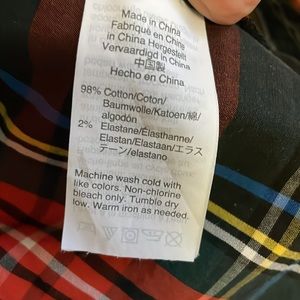 Made in China
Fabriqué en Chine
in China Hergestellt
Vervaardigd in China
中国製
Hecho en China
98% Cotton/Coton/
Baumwolle/Katoen/綿/
algodón
2% Elastane/Élasthanne/
Elastan/Elastaan/エラス
テーン/elastano
Machine wash cold with
like colors. Non-chlorine
bleach only. Tumble dry
low. Warm iron as needed.